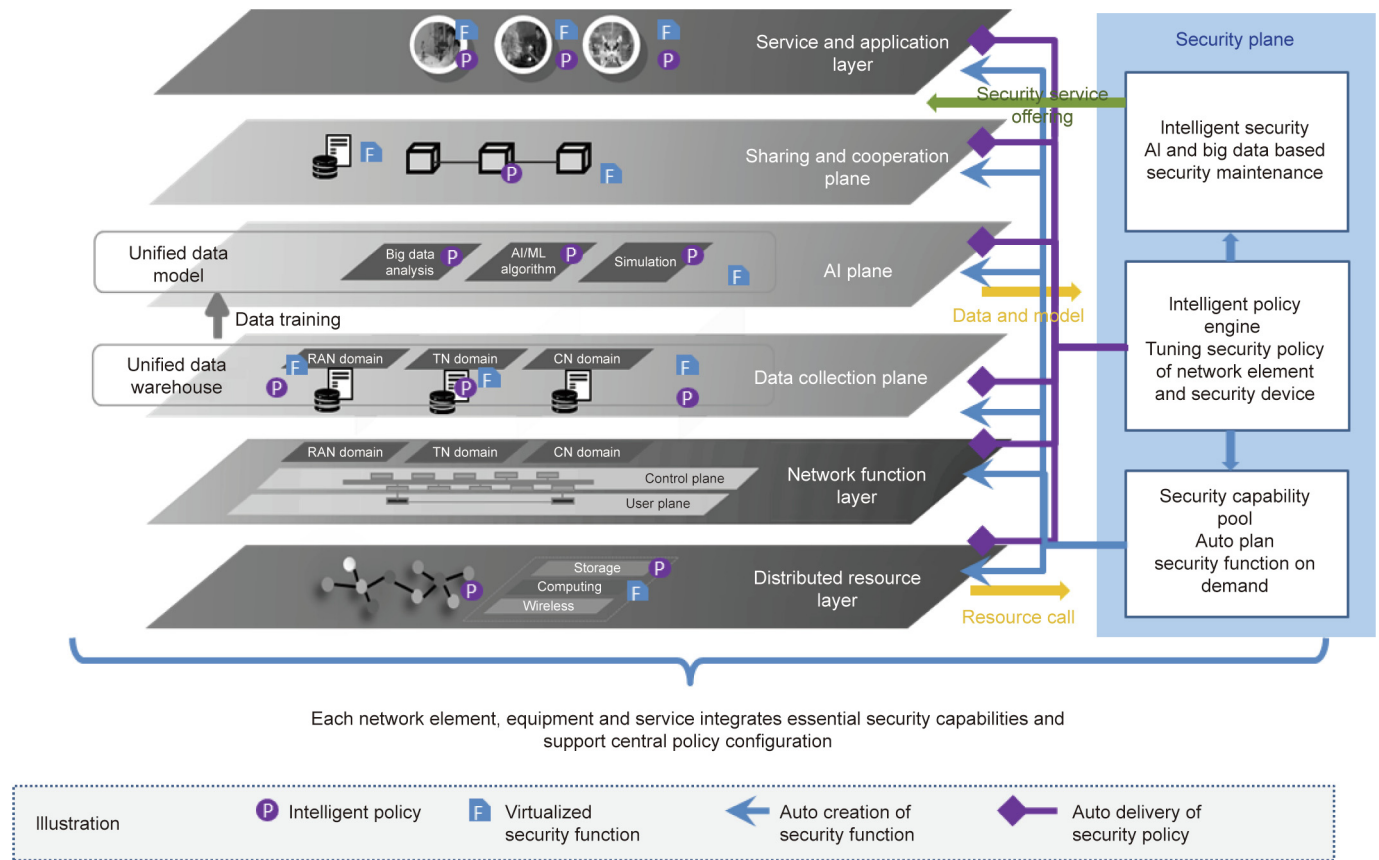 F
F
F
P
P
P
Service and application
layer
Security plane
Security service
offering
Intelligent security
AI and big data based
security maintenance
F
P
F
Sharing and cooperation
plane
Unified data
model
Big data
analysis
P
AI/ML
algorithm
P
Simulation
P
F
AI plane
Data and model
Data training
Intelligent policy
engine
Tuning security policy
of network element
and security device
Unified data
warehouse
F
P
RAN domain
TN domain
P
F
CN domain
F
P
Data collection plane
RAN domain
TN domain
CN domain
Control plane
User plane
Network function
layer
Security capability
pool
Auto plan
security function on
demand
P
Storage
P
Computing
F
Wireless
Distributed resource
layer
Resource call
Each network element, equipment and service integrates essential security capabilities and
support central policy configuration
Illustration
P
Intelligent policy
F
Virtualized
security function
Auto creation of
security function
Auto delivery of
security policy